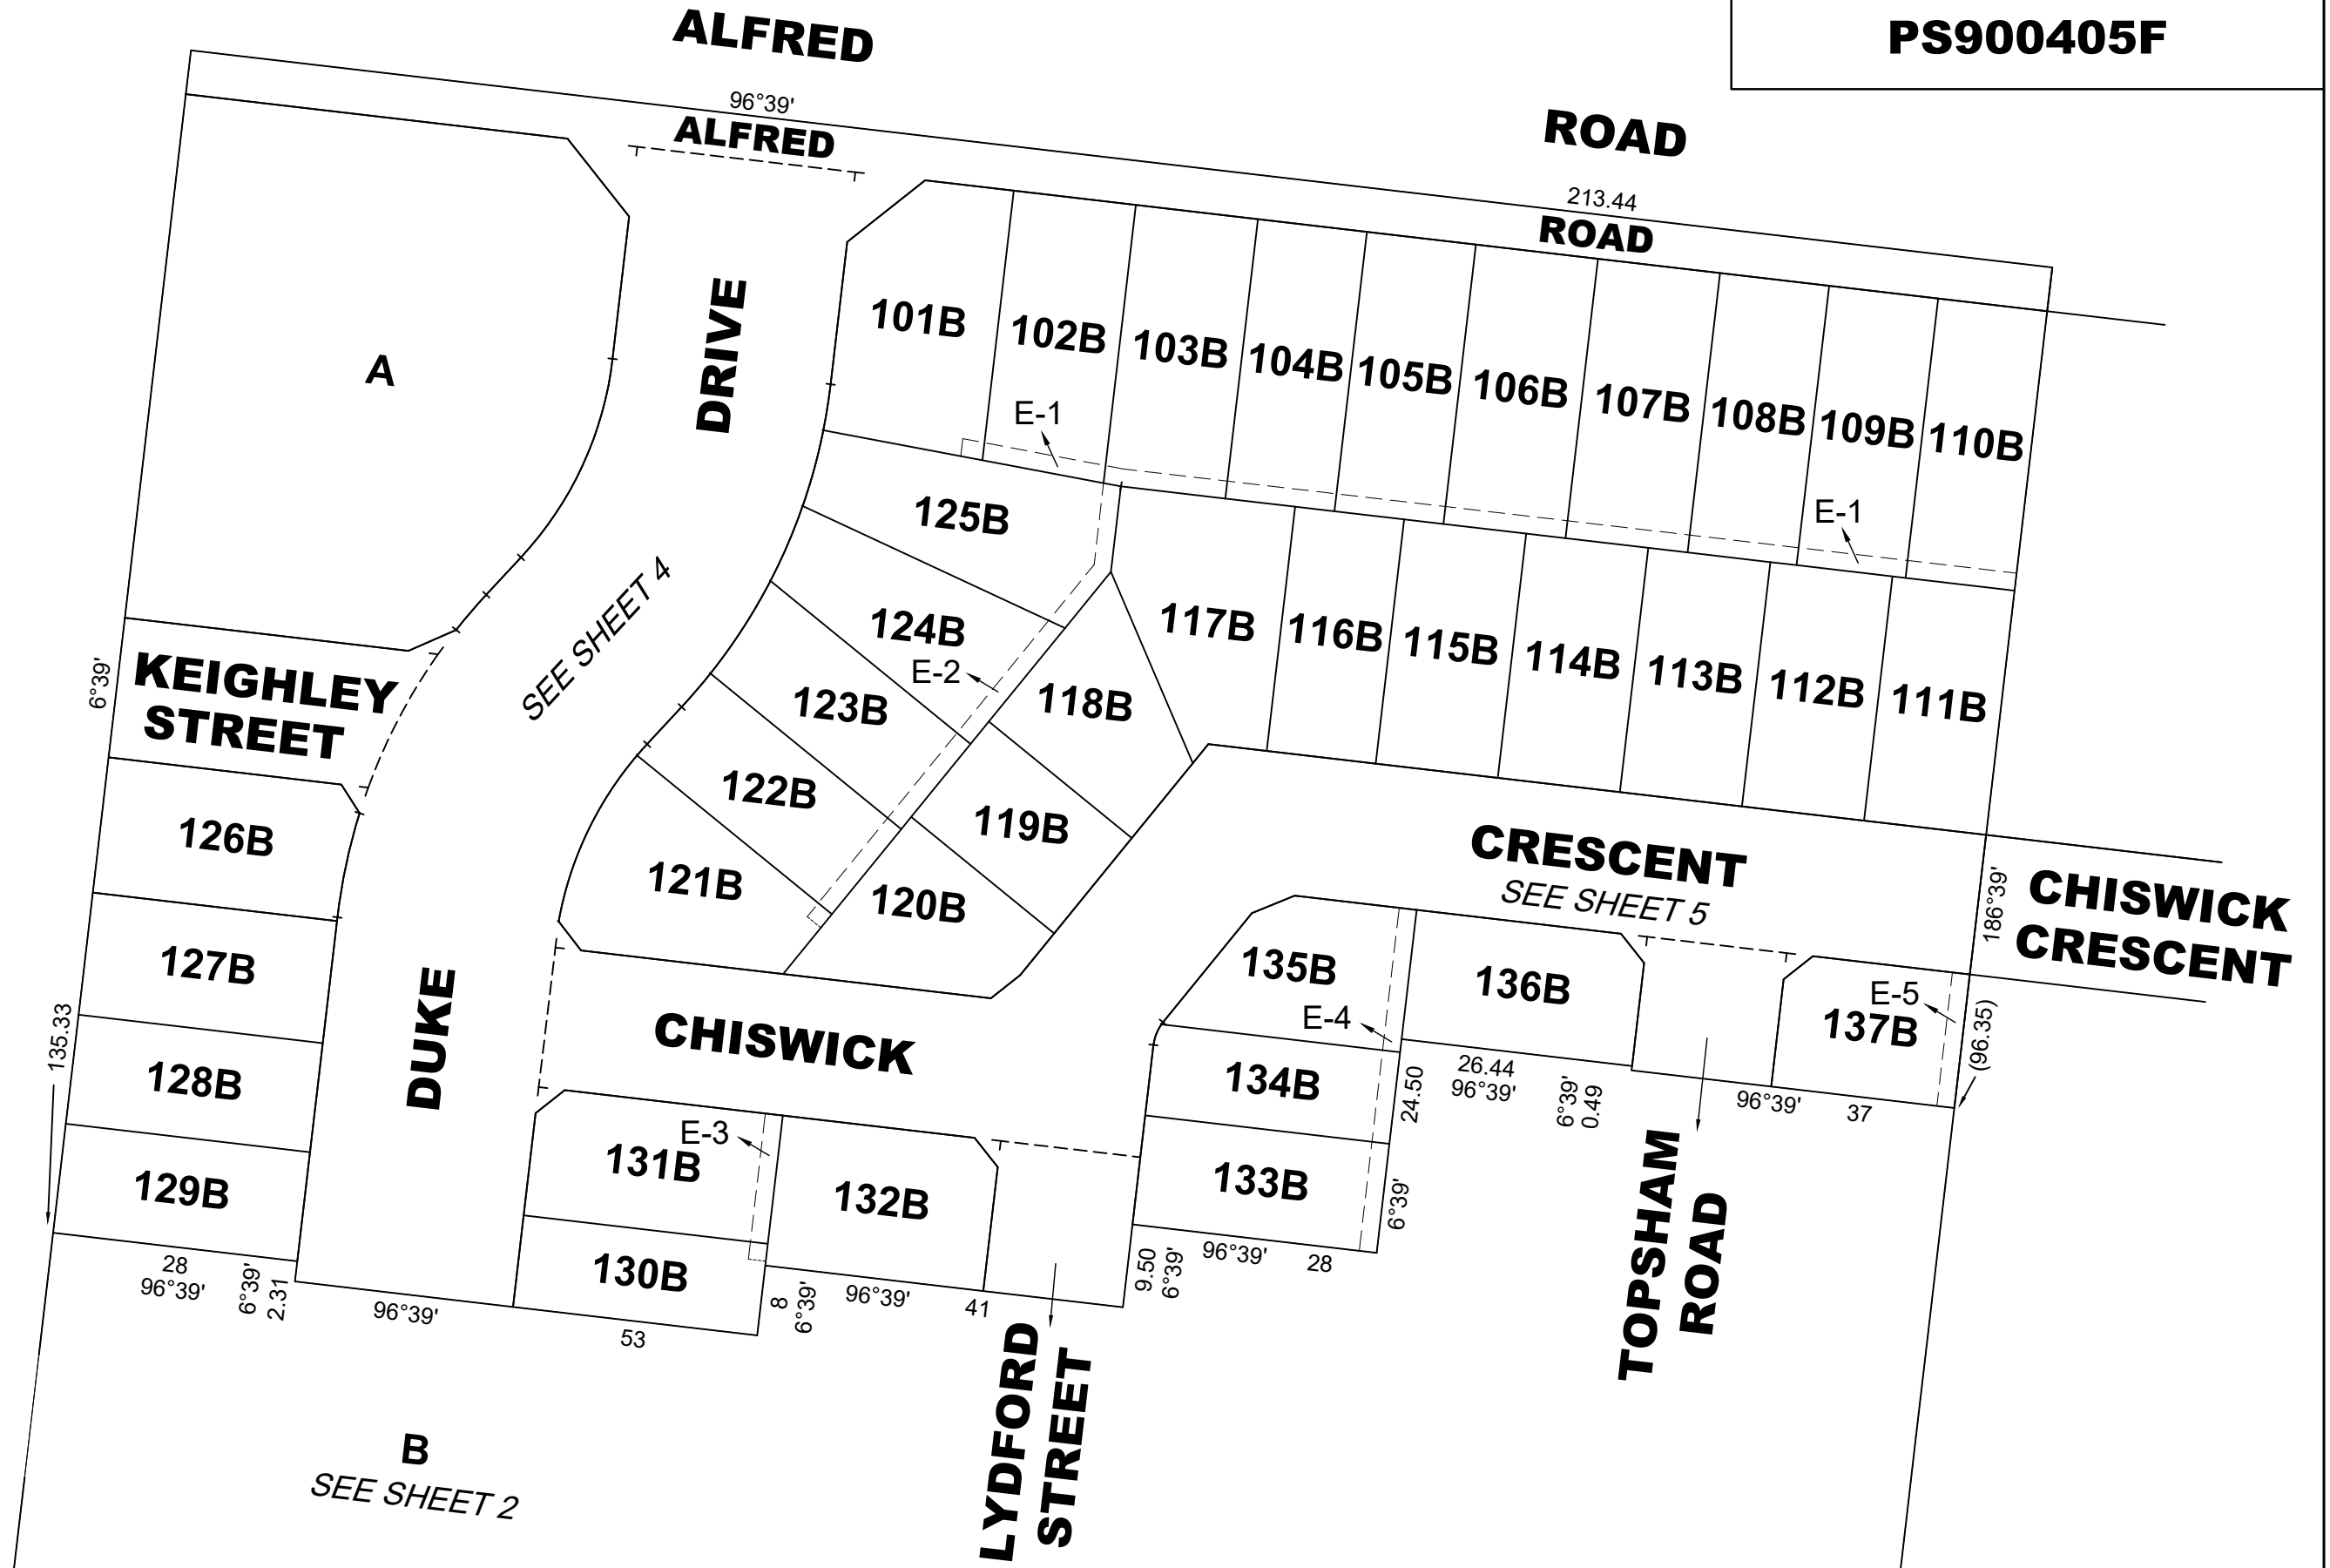 PS900405F
ALFRED
96°39'
ALFRED
ROAD
213.44
ROAD
DRIVE
A
101B
102B
103B
104B
105B
106B
107B
108B
109B
110B
E-1
E-1
125B
124B
E-2
123B
122B
121B
SEE SHEET 4
117B
116B
115B
114B
113B
112B
111B
118B
119B
120B
6°39'
KEIGHLEY
STREET
126B
127B
128B
129B
135.33
DUKE
CHISWICK
CRESCENT
SEE SHEET 5
186°39'
CHISWICK
CRESCENT
135B
136B
E-4
E-5
137B
(96.35)
134B
133B
24.50
6°39'
26.44
96°39'
6°39'
0.49
96°39'
37
131B
E-3
132B
130B
28
96°39'
6°39'
2.31
96°39'
53
8
6°39'
96°39'
41
9.50
6°39'
96°39'
28
LYDFORD
STREET
TOPSHAM
ROAD
B
SEE SHEET 2